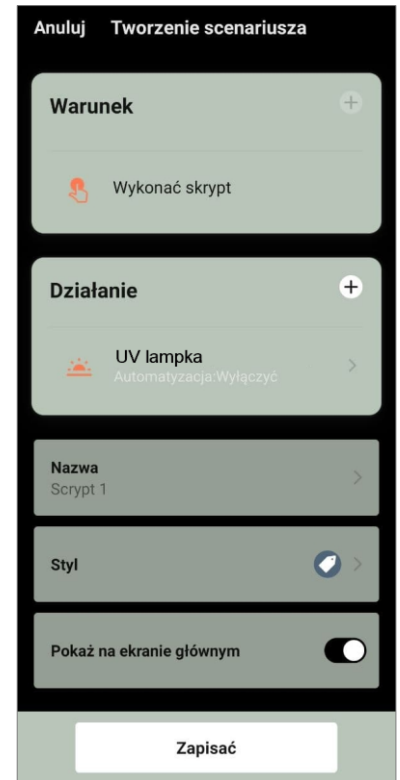 Anuluj Tworzenie scenariusza
Warunek
Wykonać skrypt
Działanie
UV lampka
Automatyzacja:Wyłączyć
Nazwa
Scrypt 1
Styl
Pokaż na ekranie głównym
Zapisać